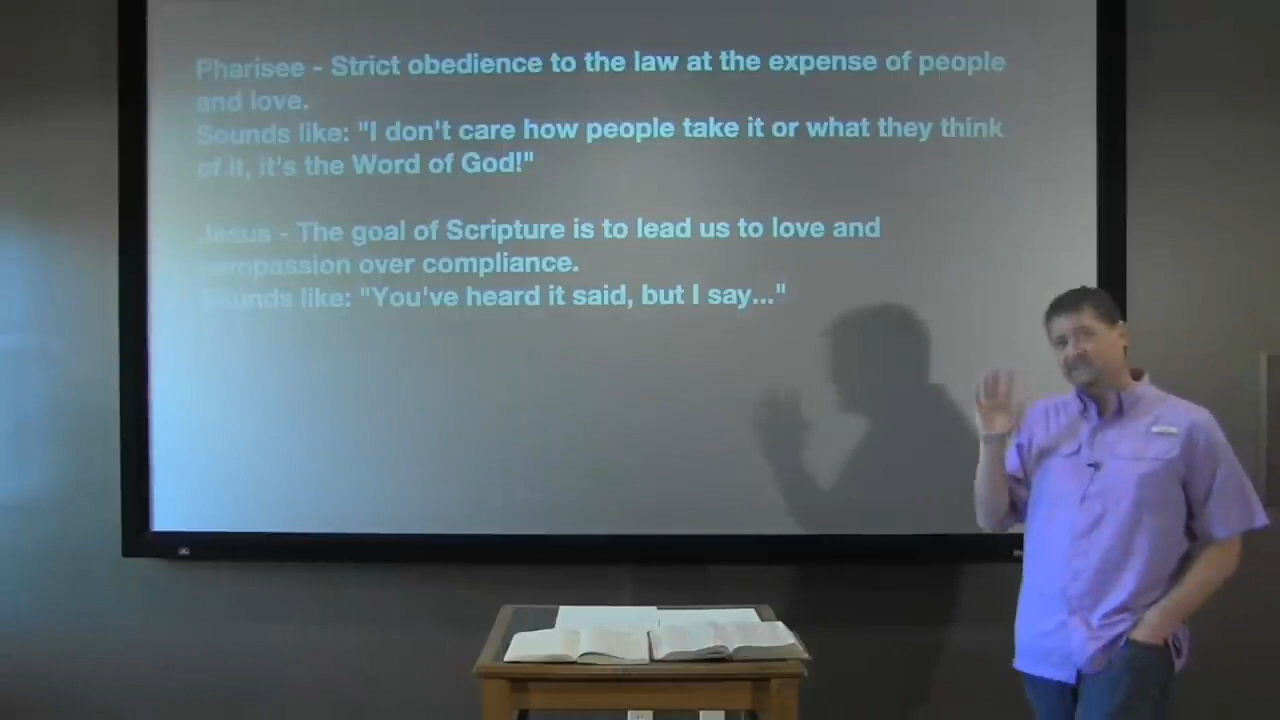 Pharisee - Strict obedience to the law at the expense of people
and love.
Sounds like: "I don't care how people take it or what they think
of it, it's the Word of God!"
Jesus - The goal of Scripture is to lead us to love and
compassion over compliance.
Sounds like: "You've heard it said, but I say..."